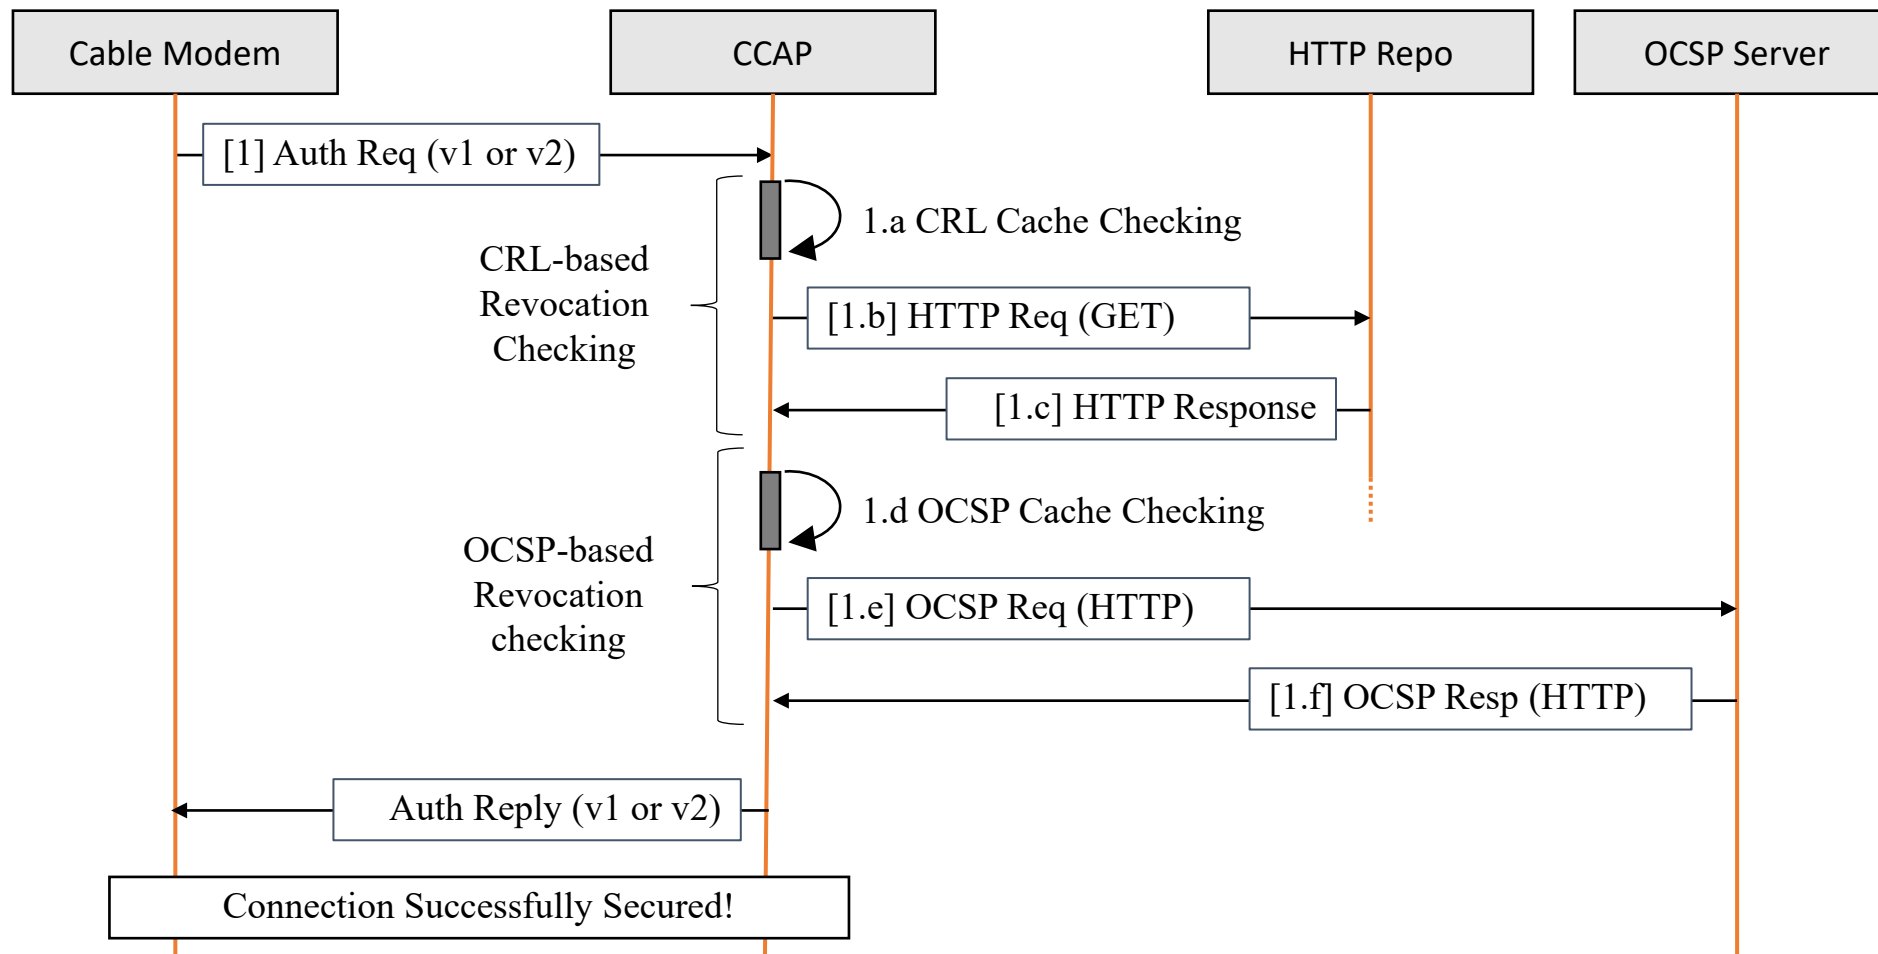 Cable Modem
CCAP
HTTP Repo
OCSP Server
[1] Auth Req (v1 or v2)
1.a CRL Cache Checking
CRL-based
Revocation
Checking
[1.b] HTTP Req (GET)
[1.c] HTTP Response
1.d OCSP Cache Checking
OCSP-based
Revocation
checking
[1.e] OCSP Req (HTTP)
[1.f] OCSP Resp (HTTP)
Auth Reply (v1 or v2)
Connection Successfully Secured!